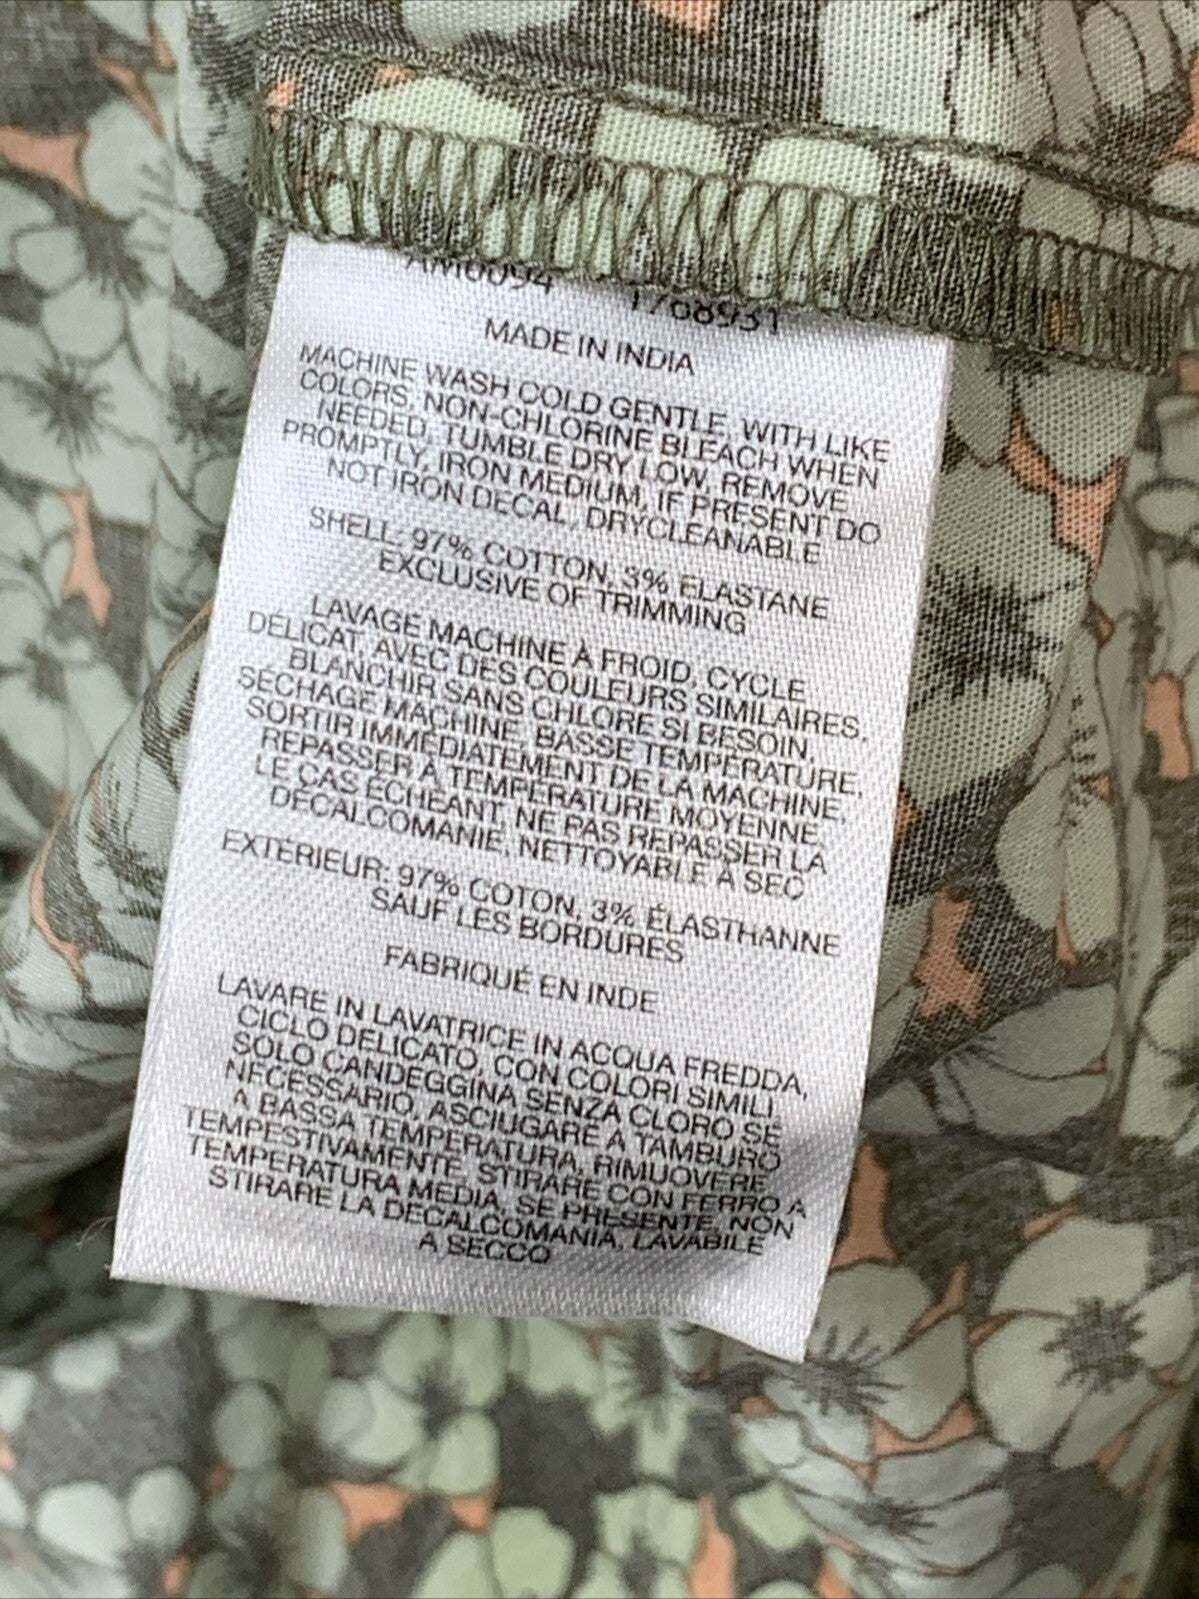 AM0094 1768931
MADE IN INDIA
MACHINE WASH COLD GENTLE, WITH LIKE
COLORS, NON-CHLORINE BLEACH WHEN
NEEDED, TUMBLE DRY LOW, REMOVE
PROMPTLY, IRON MEDIUM, IF PRESENT DO
NOT IRON DECAL, DRYCLEANABLE
SHELL: 97% COTTON, 3% ELASTANE
EXCLUSIVE OF TRIMMING
LAVAGE MACHINE À FROID, CYCLE
DÉLICAT, AVEC DES COULEURS SIMILAIRES,
BLANCHIR SANS CHLORE SI BESOIN,
SÉCHAGE MACHINE, BASSE TEMPÉRATURE,
SORTIR IMMÉDIATEMENT DE LA MACHINE,
REPASSER À TEMPÉRATURE MOYENNE,
LE CAS ÉCHÉANT, NE PAS REPASSER LA
DÉCALCOMANIE, NETTOYABLE À SEC
EXTÉRIEUR: 97% COTON, 3% ÉLASTHANNE
SAUF LES BORDURES
FABRIQUÉ EN INDE
LAVARE IN LAVATRICE IN ACQUA FREDDA,
CICLO DELICATO, CON COLORI SIMILI,
SOLO CANDEGGINA SENZA CLORO SE
NECESSARIO, ASCIUGARE A TAMBURO
A BASSA TEMPERATURA, RIMUOVERE
TEMPESTIVAMENTE, STIRARE CON FERRO A
TEMPERATURA MEDIA, SE PRESENTE, NON
STIRARE LA DECALCOMANIA, LAVABILE
A SECCO